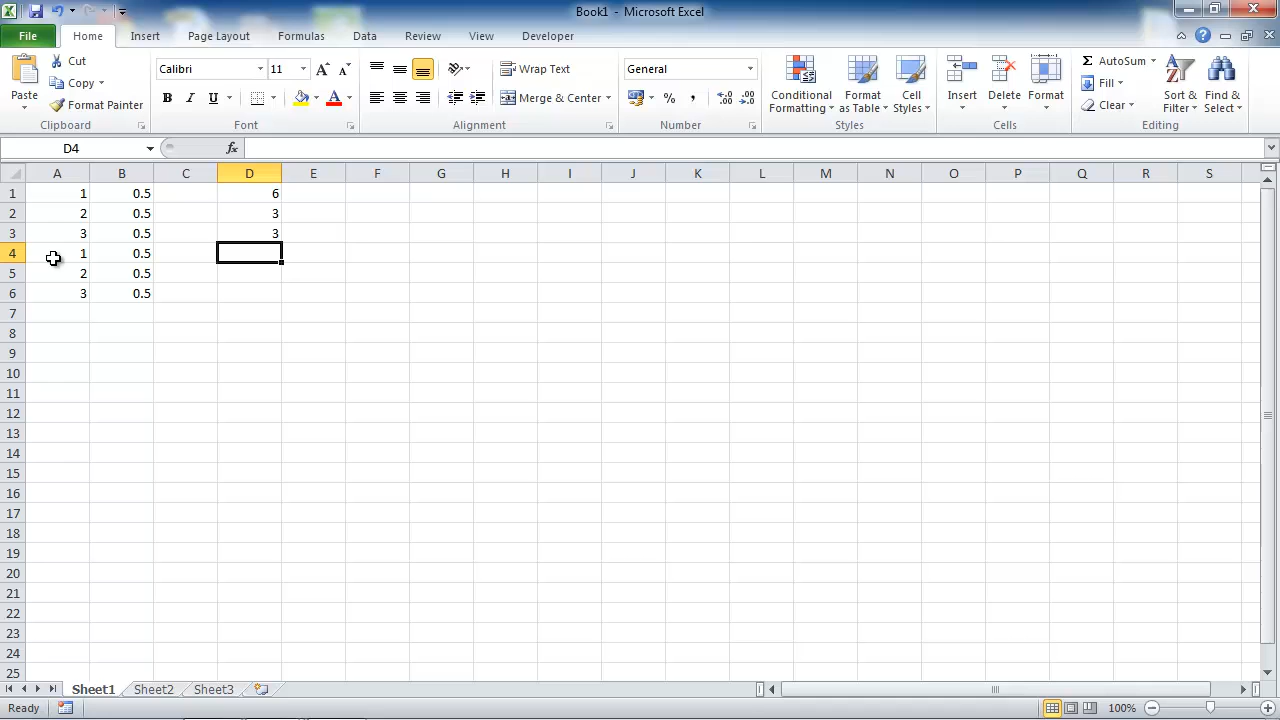 Book1 - Microsoft Excel
File Home Insert Page Layout Formulas Data Review View Developer
Paste
Cut
Copy
Format Painter
Clipboard
Calibri 11
B I U
A A
Font
Wrap Text
Merge & Center
Alignment
General
% ,
Number
Conditional Formatting
Format as Table
Cell Styles
Styles
Insert
Delete
Format
Cells
Σ AutoSum
Fill
Clear
Sort & Filter
Find & Select
Editing
D4 fx
A B C D E F G H I J K L M N O P Q R S
1 1 0.5 6
2 2 0.5 3
3 3 0.5 3
4 1 0.5
5 2 0.5
6 3 0.5
7
8
9
10
11
12
13
14
15
16
17
18
19
20
21
22
23
24
25
Sheet1 Sheet2 Sheet3
Ready 100%